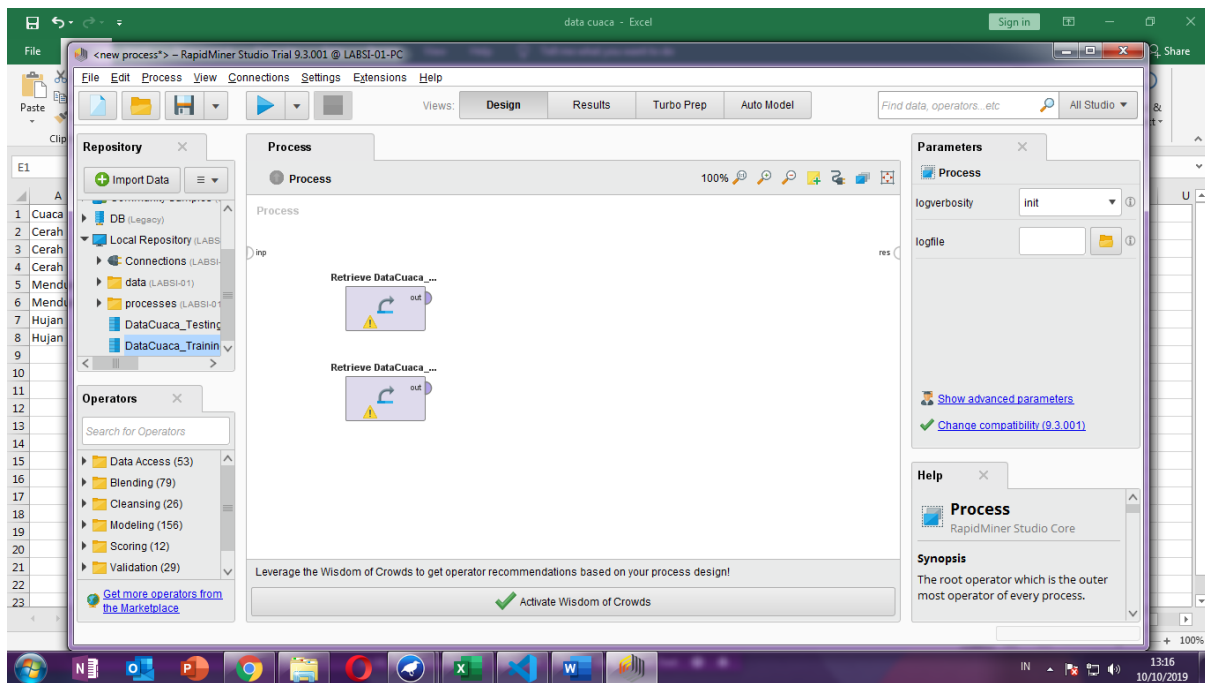 data cuaca - Excel
Sign in
File
<new process*> – RapidMiner Studio Trial 9.3.001 @ LABSI-01-PC
Share
File Edit Process View Connections Settings Extensions Help
Paste
Views: Design Results Turbo Prep Auto Model
Find data, operators...etc
All Studio
Clip
E1
A
U
1 Cuaca
2 Cerah
3 Cerah
4 Cerah
5 Mendu
6 Mendu
7 Hujan
8 Hujan
9
10
11
12
13
14
15
16
17
18
19
20
21
22
23
Repository
Import Data
DB (Legacy)
Local Repository (LABS
Connections (LABSI-
data (LABSI-01)
processes (LABSI-01
DataCuaca_Testing
DataCuaca_Trainin
Operators
Search for Operators
Data Access (53)
Blending (79)
Cleansing (26)
Modeling (156)
Scoring (12)
Validation (29)
Get more operators from
the Marketplace
Process
Process
100%
Process
inp
res
Retrieve DataCuaca_...
out
Retrieve DataCuaca_...
out
Leverage the Wisdom of Crowds to get operator recommendations based on your process design!
Activate Wisdom of Crowds
Parameters
Process
logverbosity
init
logfile
Show advanced parameters
Change compatibility (9.3.001)
Help
Process
RapidMiner Studio Core
Synopsis
The root operator which is the outer
most operator of every process.
100%
IN
13:16
10/10/2019